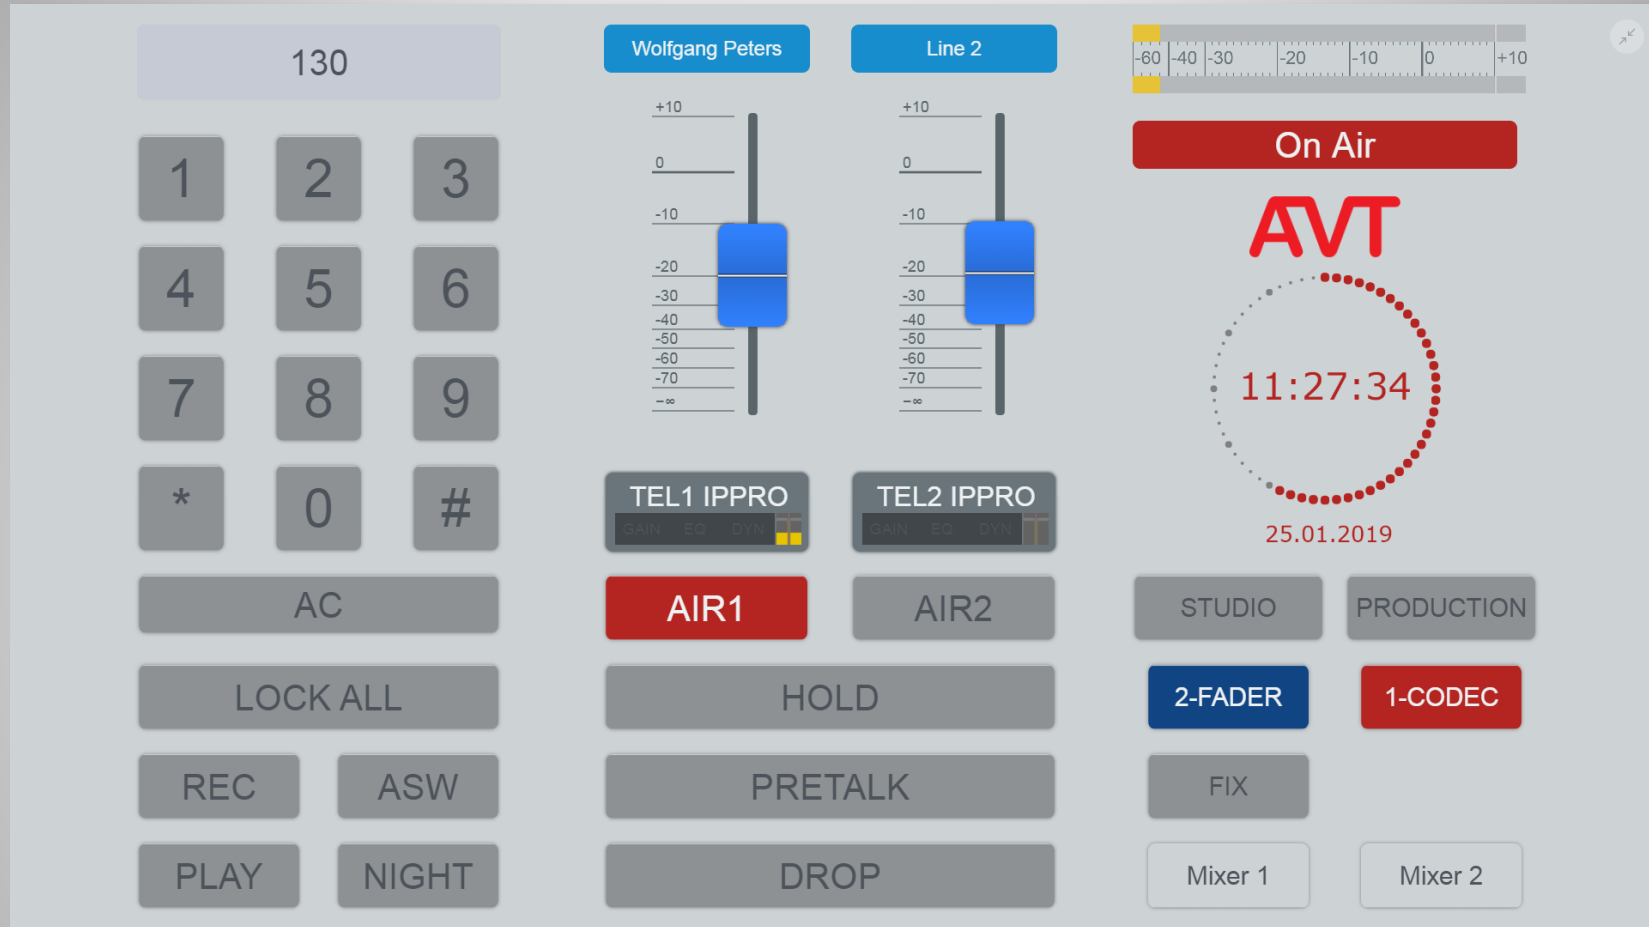 130
1 2 3
4 5 6
7 8 9
* 0 #
AC
LOCK ALL
REC ASW
PLAY NIGHT
Wolfgang Peters
+10
0
-10
-20
-30
-40
-50
-60
-70
-∞
TEL1 IPPRO
GAIN EQ DYN
AIR1
Line 2
+10
0
-10
-20
-30
-40
-50
-60
-70
-∞
TEL2 IPPRO
GAIN EQ DYN
AIR2
HOLD
PRETALK
DROP
-60 -40 -30 -20 -10 0 +10
On Air
AVT
11:27:34
25.01.2019
STUDIO PRODUCTION
2-FADER 1-CODEC
FIX
Mixer 1 Mixer 2